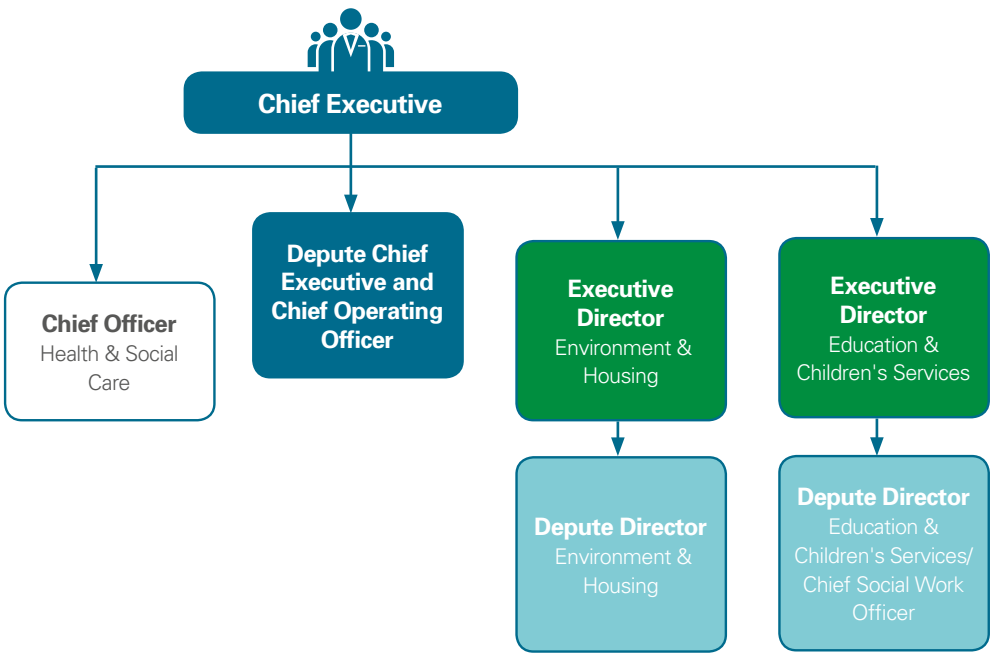 Chief Executive
Chief Officer
Health & Social
Care
Depute Chief
Executive and
Chief Operating
Officer
Executive
Director
Environment &
Housing
Executive
Director
Education &
Children's Services
Depute Director
Environment &
Housing
Depute Director
Education &
Children's Services/
Chief Social Work
Officer